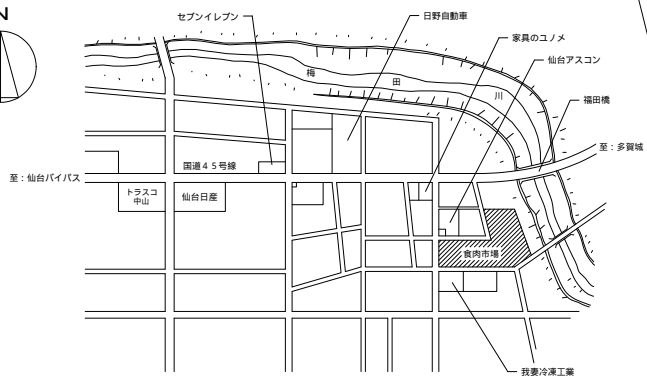 N
セブンイレブン
日野自動車
家具のユノメ
仙台アスコン
梅田川
福田橋
至：多賀城
国道４５号線
至：仙台バイパス
トラスコ
中山
仙台日産
食肉市場
我妻冷凍工業